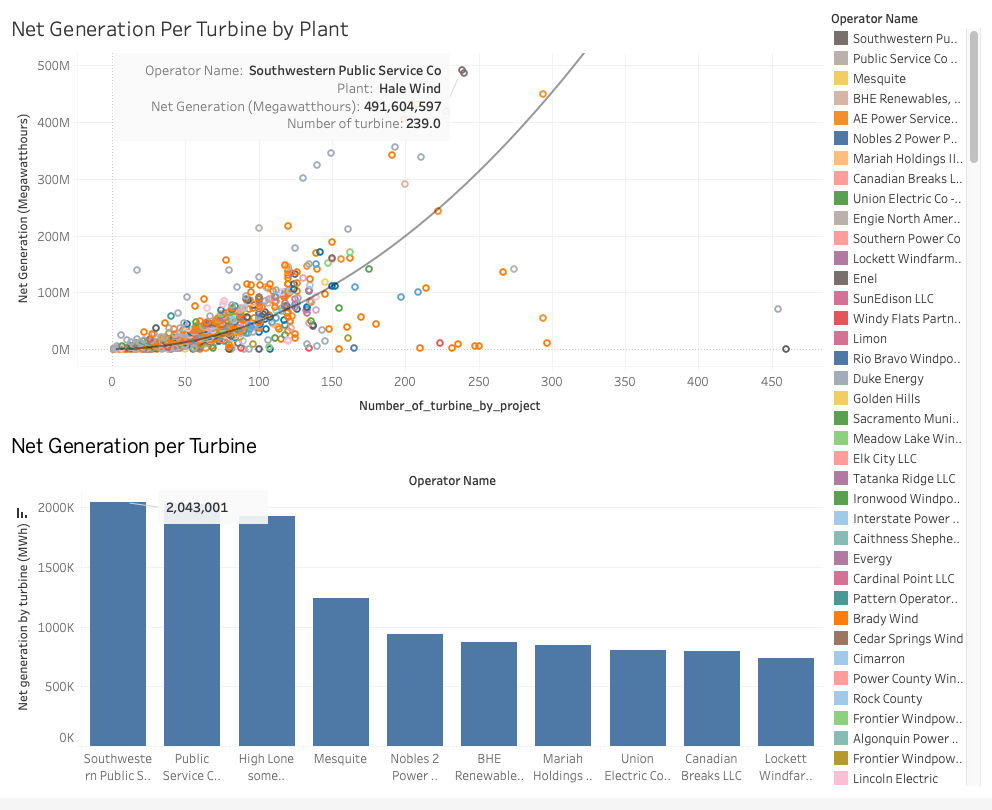 Net Generation Per Turbine by Plant
Operator Name: Southwestern Public Service Co
Plant: Hale Wind
Net Generation (Megawatthours): 491,604,597
Number of turbine: 239.0
Net Generation (Megawatthours)
500M
400M
300M
200M
100M
0M
0 50 100 150 200 250 300 350 400 450
Number_of_turbine_by_project
Net Generation per Turbine
Operator Name
2,043,001
Net generation by turbine (MWh)
2000K
1500K
1000K
500K
0K
Southweste
rn Public S..
Public
Service C..
High Lone
some..
Mesquite
Nobles 2
Power ..
BHE
Renewable..
Mariah
Holdings ..
Union
Electric Co..
Canadian
Breaks LLC
Lockett
Windfar..
Operator Name
Southwestern Pu..
Public Service Co ..
Mesquite
BHE Renewables, ..
AE Power Service..
Nobles 2 Power P..
Mariah Holdings II..
Canadian Breaks L..
Union Electric Co -..
Engie North Amer..
Southern Power Co
Lockett Windfarm..
Enel
SunEdison LLC
Windy Flats Partn..
Limon
Rio Bravo Windpo..
Duke Energy
Golden Hills
Sacramento Muni..
Meadow Lake Win..
Elk City LLC
Tatanka Ridge LLC
Ironwood Windpo..
Interstate Power ..
Caithness Shephe..
Evergy
Cardinal Point LLC
Pattern Operator..
Brady Wind
Cedar Springs Wind
Cimarron
Power County Win..
Rock County
Frontier Windpow..
Algonquin Power ..
Frontier Windpow..
Lincoln Electric